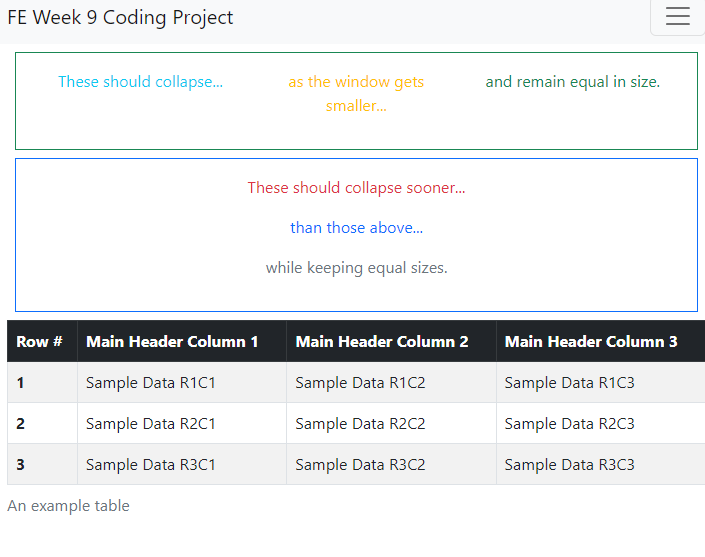 FE Week 9 Coding Project
These should collapse... as the window gets smaller... and remain equal in size.
These should collapse sooner...
than those above...
while keeping equal sizes.
Row # Main Header Column 1 Main Header Column 2 Main Header Column 3
1 Sample Data R1C1 Sample Data R1C2 Sample Data R1C3
2 Sample Data R2C1 Sample Data R2C2 Sample Data R2C3
3 Sample Data R3C1 Sample Data R3C2 Sample Data R3C3
An example table